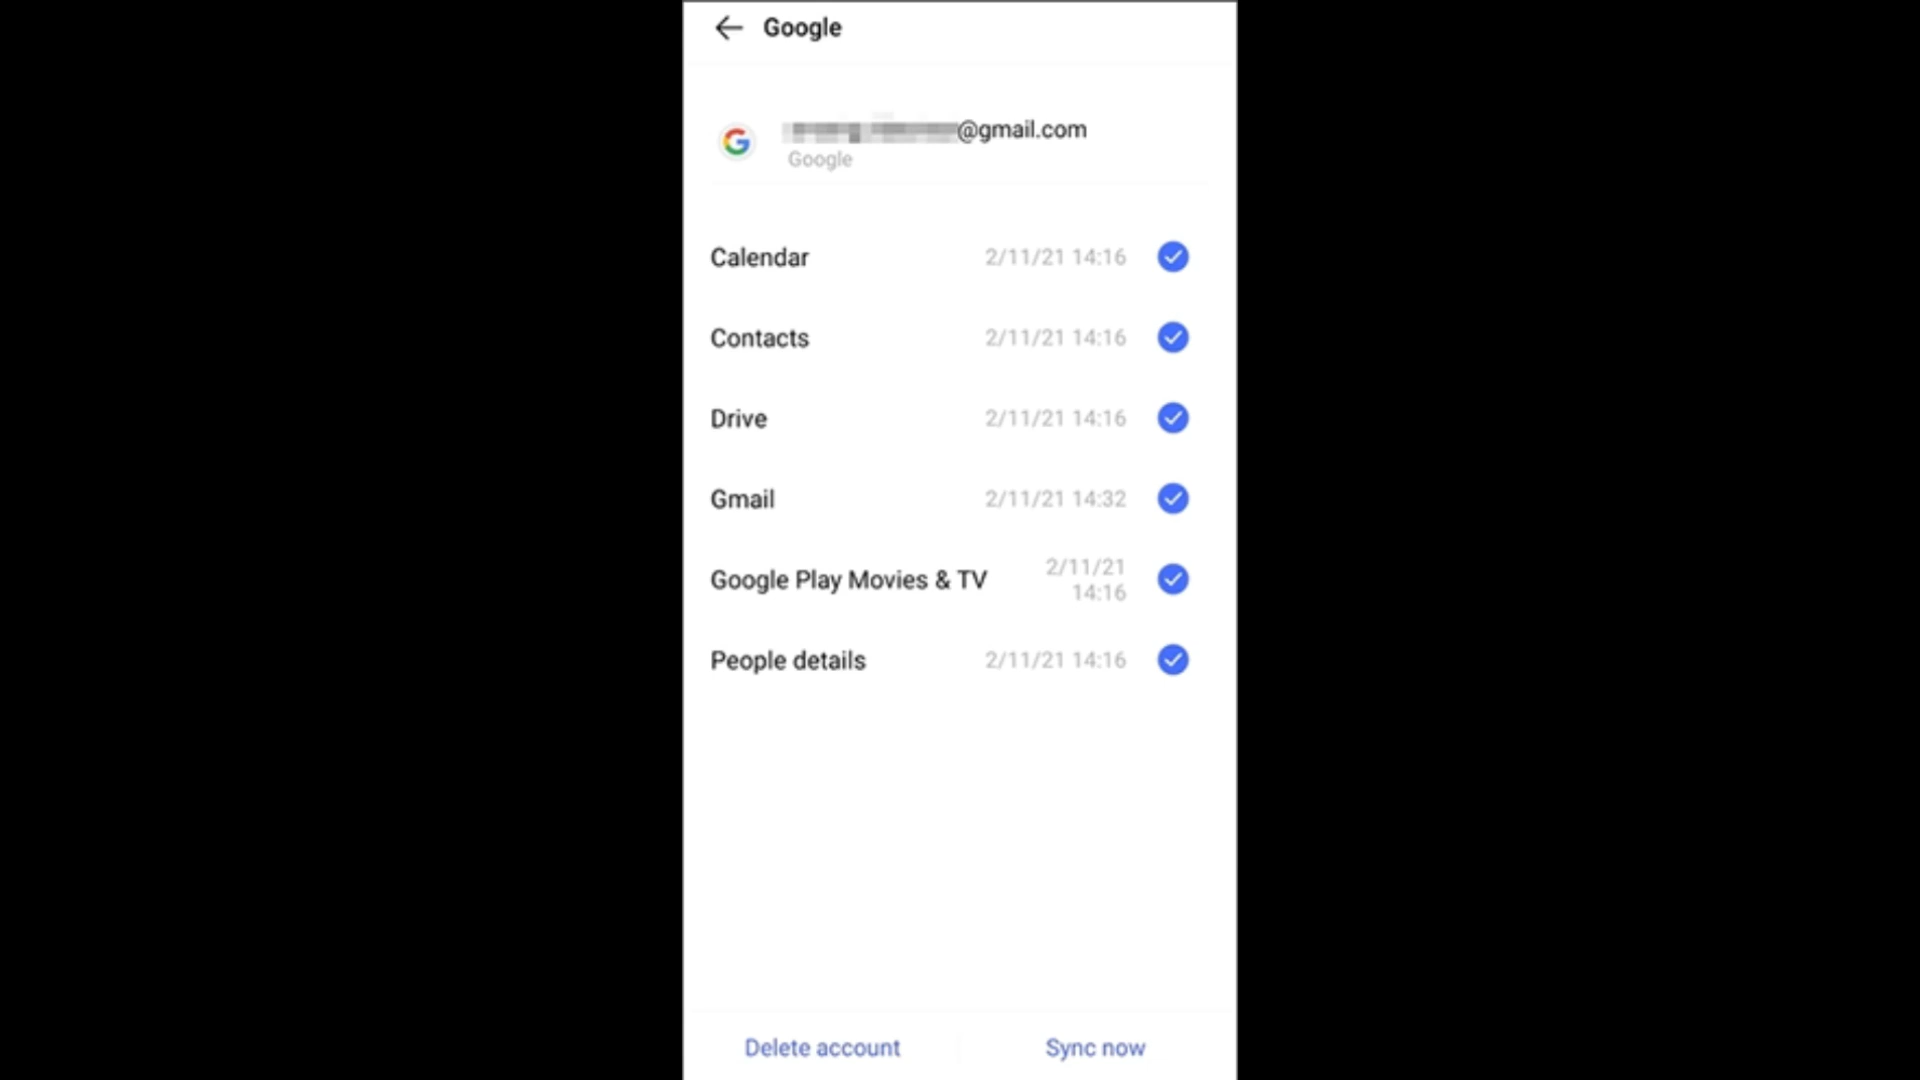 Google
@gmail.com
Google
Calendar 2/11/21 14:16
Contacts 2/11/21 14:16
Drive 2/11/21 14:16
Gmail 2/11/21 14:32
Google Play Movies & TV 2/11/21
14:16
People details 2/11/21 14:16
Delete account Sync now